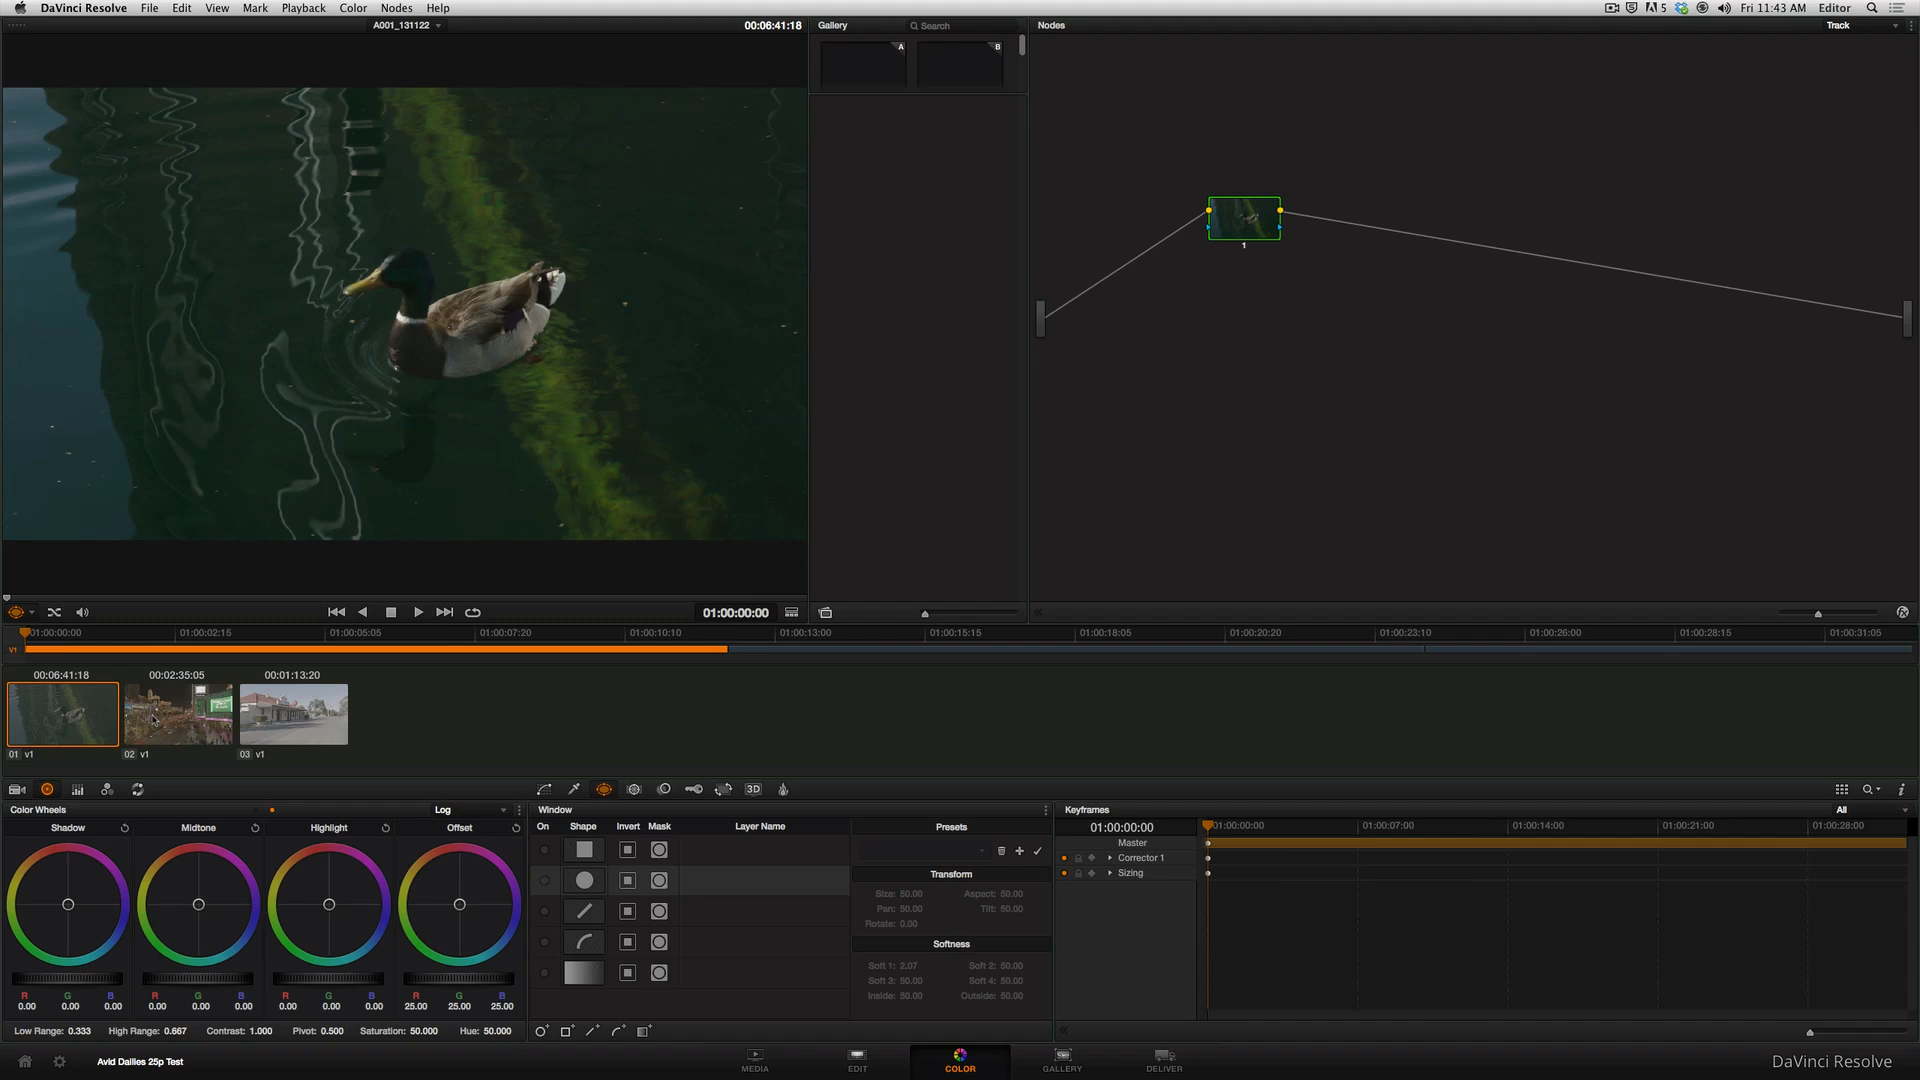 DaVinci Resolve File Edit View Mark Playback Color Nodes Help 5 Fri 11:43 AM Editor
A001_131122 00:06:41:18 Gallery Search Nodes Track
A B
1
01:00:00:00
01:00:00:00 01:00:02:15 01:00:05:05 01:00:07:20 01:00:10:10 01:00:13:00 01:00:15:15 01:00:18:05 01:00:20:20 01:00:23:10 01:00:26:00 01:00:28:15 01:00:31:05
V1
00:06:41:18 00:02:35:05 00:01:13:20
01 v1 02 v1 03 v1
3D
Color Wheels Log Window Keyframes All
Shadow Midtone Highlight Offset On Shape Invert Mask Layer Name Presets 01:00:00:00 01:00:00:00 01:00:07:00 01:00:14:00 01:00:21:00 01:00:28:00
Master
Corrector 1
Sizing
Transform
Size: 50.00 Aspect: 50.00
Pan: 50.00 Tilt: 50.00
Rotate: 0.00
Softness
Soft 1: 2.07 Soft 2: 50.00
Soft 3: 50.00 Soft 4: 50.00
Inside: 50.00 Outside: 50.00
R G B R G B R G B R G B
0.00 0.00 0.00 0.00 0.00 0.00 0.00 0.00 0.00 25.00 25.00 25.00
Low Range: 0.333 High Range: 0.667 Contrast: 1.000 Pivot: 0.500 Saturation: 50.000 Hue: 50.000
Avid Dailies 25p Test MEDIA EDIT COLOR GALLERY DELIVER DaVinci Resolve